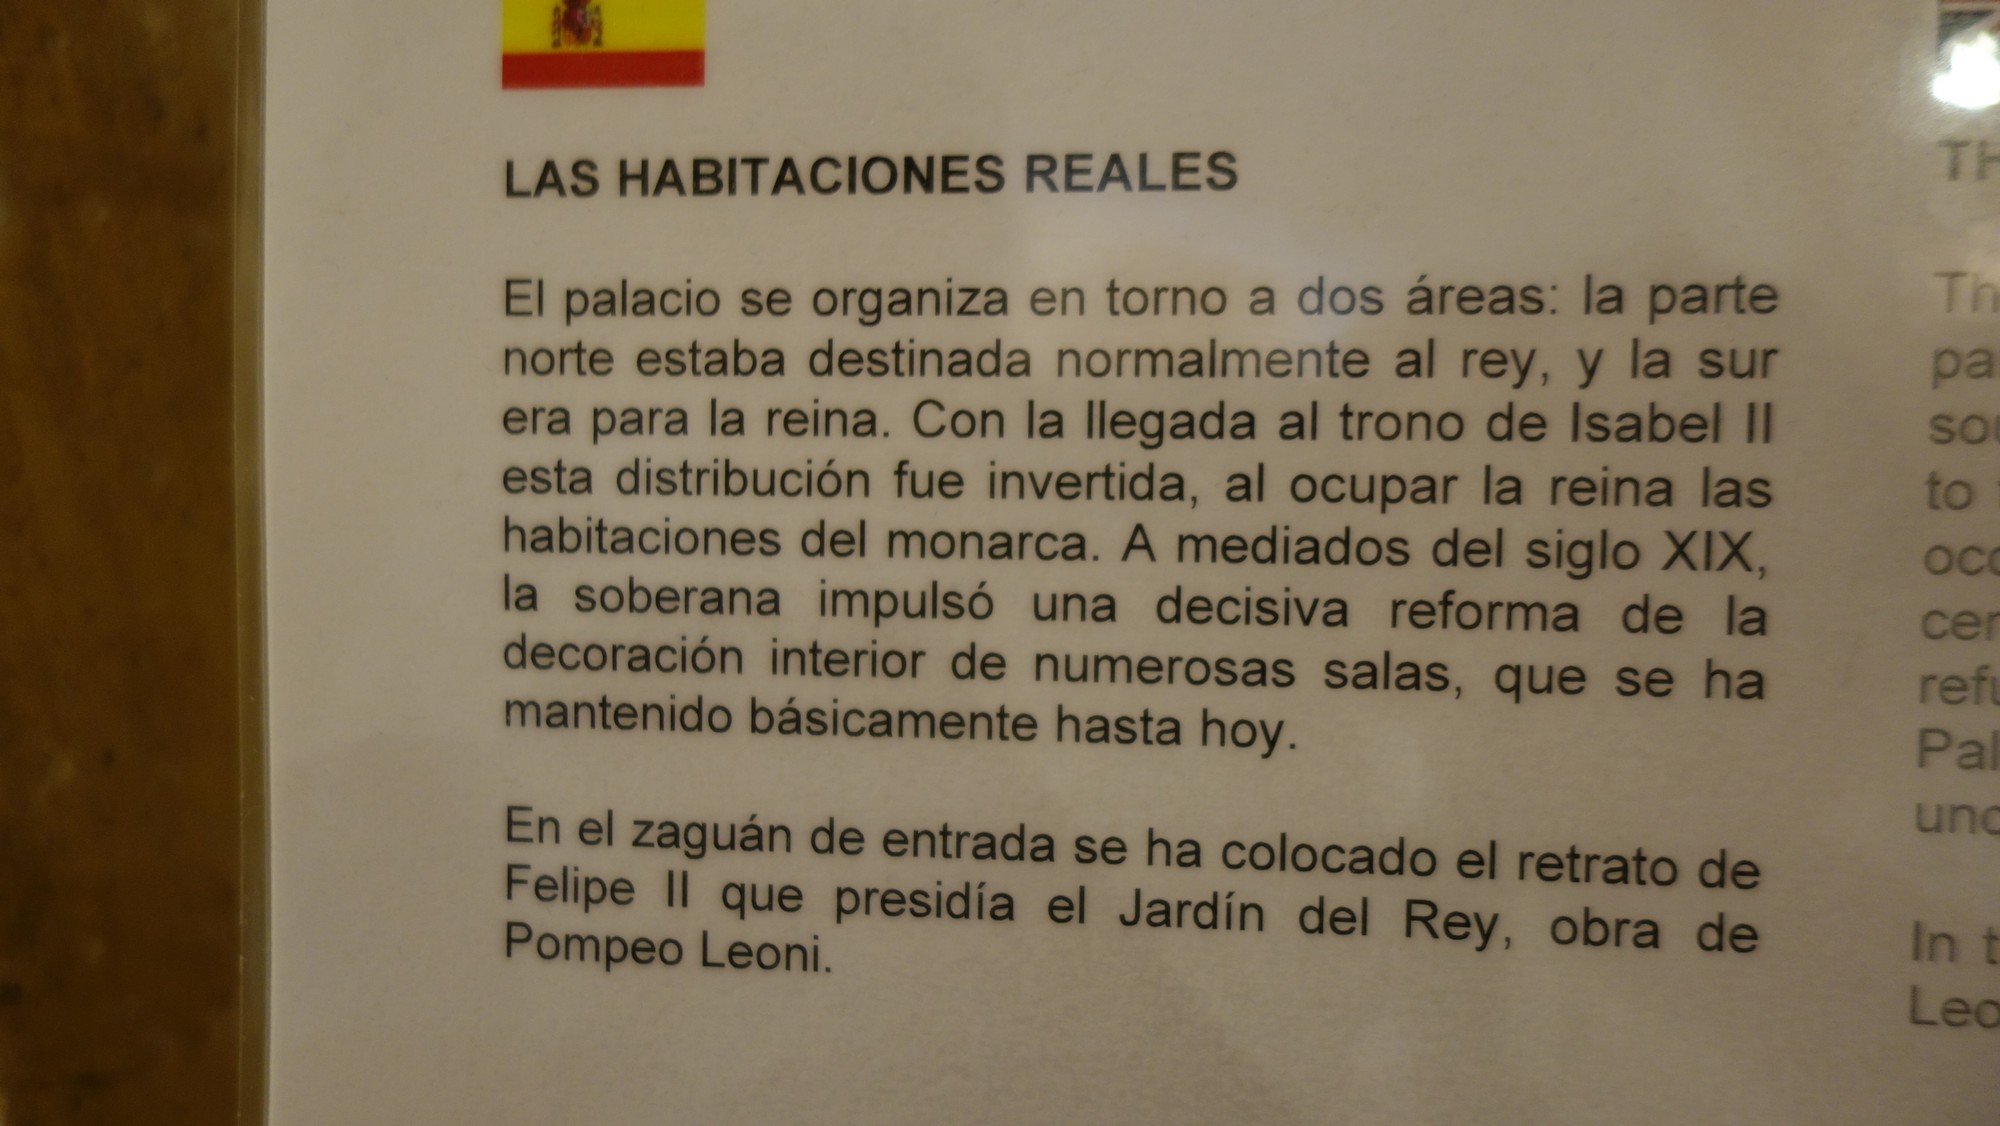 LAS HABITACIONES REALES
El palacio se organiza en torno a dos áreas: la parte
norte estaba destinada normalmente al rey, y la sur
era para la reina. Con la llegada al trono de Isabel II
esta distribución fue invertida, al ocupar la reina las
habitaciones del monarca. A mediados del siglo XIX,
la soberana impulsó una decisiva reforma de la
decoración interior de numerosas salas, que se ha
mantenido básicamente hasta hoy.
En el zaguán de entrada se ha colocado el retrato de
Felipe II que presidía el Jardín del Rey, obra de
Pompeo Leoni.